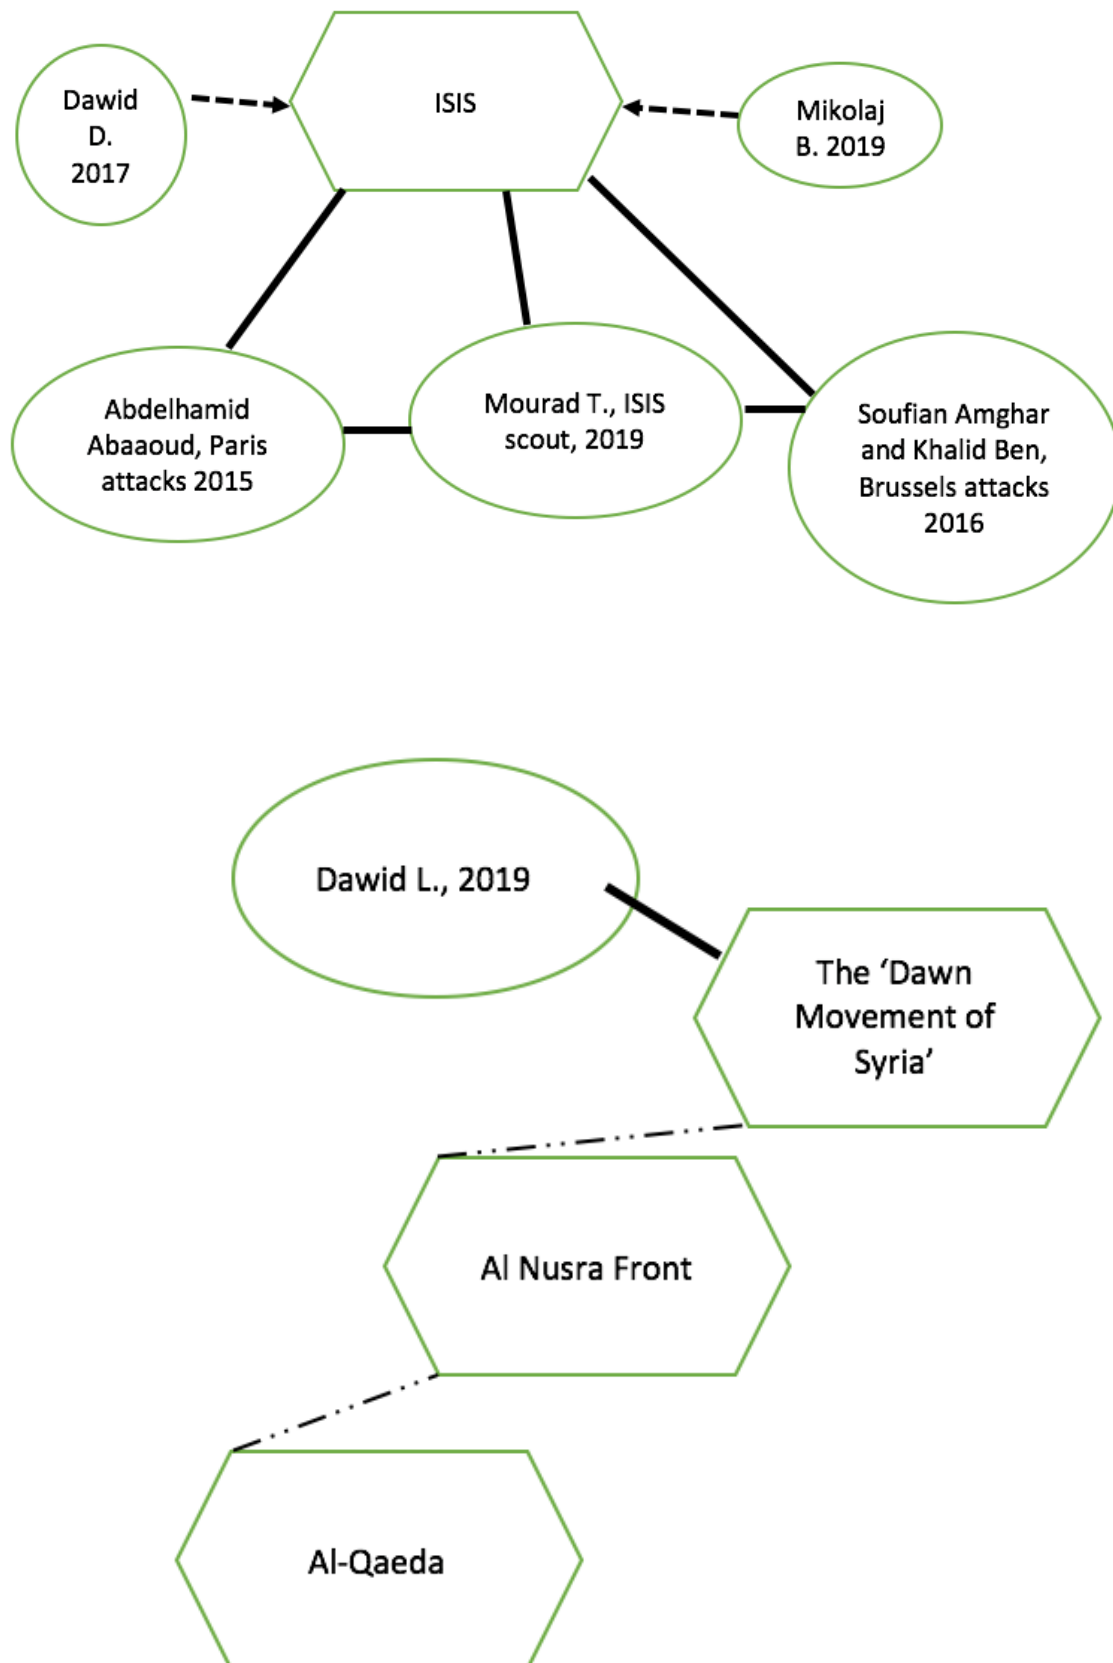 Dawid
D.
2017
ISIS
Mikolaj
B. 2019
Abdelhamid
Abaaoud, Paris
attacks 2015
Mourad T., ISIS
scout, 2019
Soufian Amghar
and Khalid Ben,
Brussels attacks
2016
Dawid L., 2019
The ‘Dawn
Movement of
Syria’
Al Nusra Front
Al-Qaeda